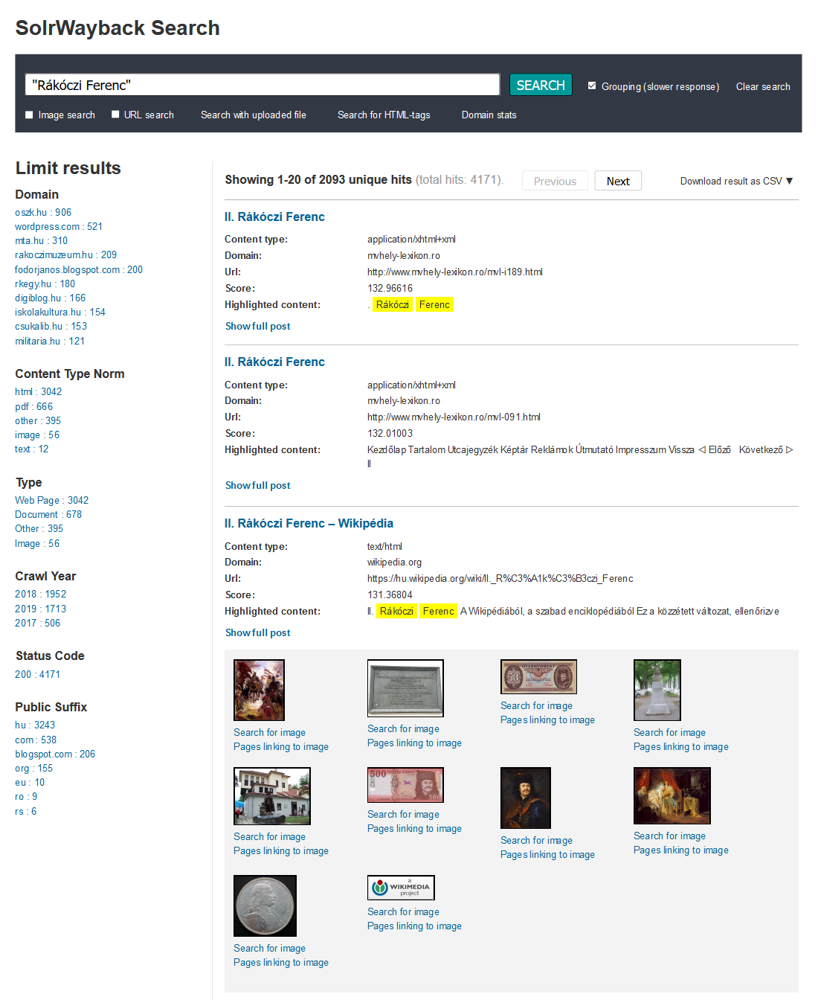 SolrWayback Search
"Rákóczi Ferenc"
SEARCH
Grouping (slower response)
Clear search
Image search
URL search
Search with uploaded file
Search for HTML-tags
Domain stats
Limit results
Domain
oszk.hu : 906
wordpress.com : 521
mta.hu : 310
rakoczimuzeum.hu : 209
fodorjanos.blogspot.com : 200
rkegy.hu : 180
digiblog.hu : 166
iskolakultura.hu : 154
csukalib.hu : 153
militaria.hu : 121
Content Type Norm
html : 3042
pdf : 666
other : 395
image : 56
text : 12
Type
Web Page : 3042
Document : 678
Other : 395
Image : 56
Crawl Year
2018 : 1952
2019 : 1713
2017 : 506
Status Code
200 : 4171
Public Suffix
hu : 3243
com : 538
blogspot.com : 206
org : 155
eu : 10
ro : 9
rs : 6
Showing 1-20 of 2093 unique hits (total hits: 4171).
Previous
Next
Download result as CSV ▼
II. Rákóczi Ferenc
Content type: application/xhtml+xml
Domain: mvhely-lexikon.ro
Url: http://www.mvhely-lexikon.ro/mvl-i189.html
Score: 132.96616
Highlighted content: . Rákóczi Ferenc
Show full post
II. Rákóczi Ferenc
Content type: application/xhtml+xml
Domain: mvhely-lexikon.ro
Url: http://www.mvhely-lexikon.ro/mvl-091.html
Score: 132.01003
Highlighted content: Kezdőlap Tartalom Utcajegyzék Képtár Reklámok Útmutató Impresszum Vissza ◁ Előző Következő ▷
II
Show full post
II. Rákóczi Ferenc – Wikipédia
Content type: text/html
Domain: wikipedia.org
Url: https://hu.wikipedia.org/wiki/II._R%C3%A1k%C3%B3czi_Ferenc
Score: 131.36804
Highlighted content: II. Rákóczi Ferenc A Wikipédiából, a szabad enciklopédiából Ez a közzétett változat, ellenőrizve
Show full post
Search for image
Pages linking to image
Search for image
Pages linking to image
ÖTVEN FORINT
50
Search for image
Pages linking to image
Search for image
Pages linking to image
Search for image
Pages linking to image
500
500
Search for image
Pages linking to image
Search for image
Pages linking to image
Search for image
Pages linking to image
Search for image
Pages linking to image
a
WIKIMEDIA
project
Search for image
Pages linking to image